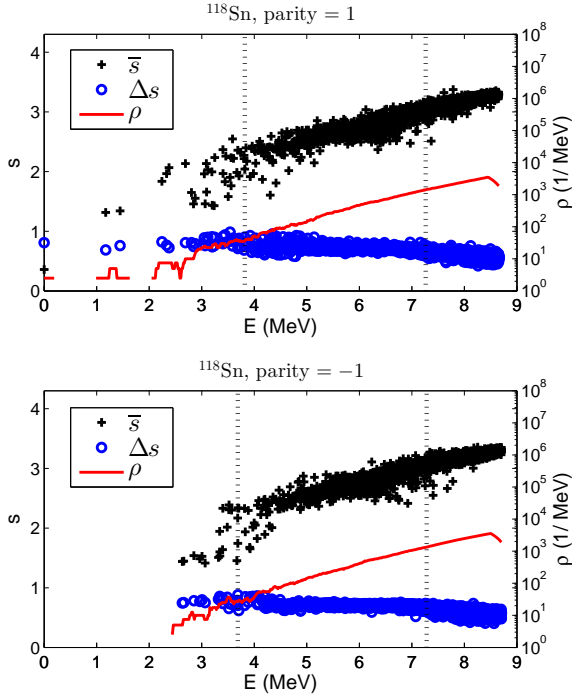 ¹¹⁸Sn, parity = 1
s̄
Δs
ρ
s
4
3
2
1
0
10⁸
10⁷
10⁶
10⁵
10⁴
10³
10²
10¹
10⁰
ρ (1/ MeV)
0 1 2 3 4 5 6 7 8 9
E (MeV)
¹¹⁸Sn, parity = −1
s̄
Δs
ρ
s
4
3
2
1
0
10⁸
10⁷
10⁶
10⁵
10⁴
10³
10²
10¹
10⁰
ρ (1/ MeV)
0 1 2 3 4 5 6 7 8 9
E (MeV)